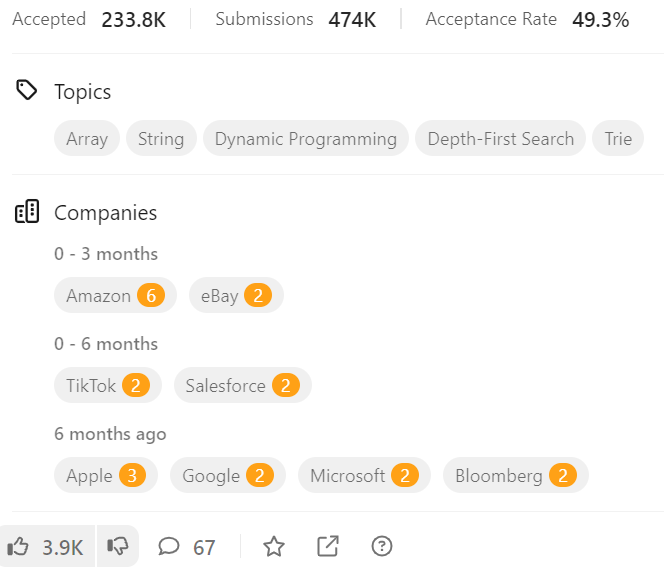 Accepted 233.8K Submissions 474K Acceptance Rate 49.3%
Topics
Array String Dynamic Programming Depth-First Search Trie
Companies
0 - 3 months
Amazon 6 eBay 2
0 - 6 months
TikTok 2 Salesforce 2
6 months ago
Apple 3 Google 2 Microsoft 2 Bloomberg 2
3.9K 67